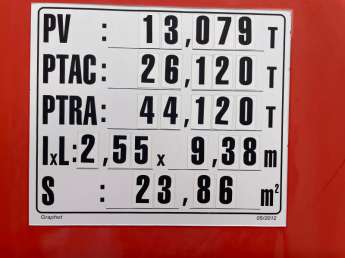 PV : 13,079 T
PTAC : 26,120 T
PTRA : 44,120 T
IxL : 2,55 x 9,38 m
S : 23,86 m²
Graphot 05/2012